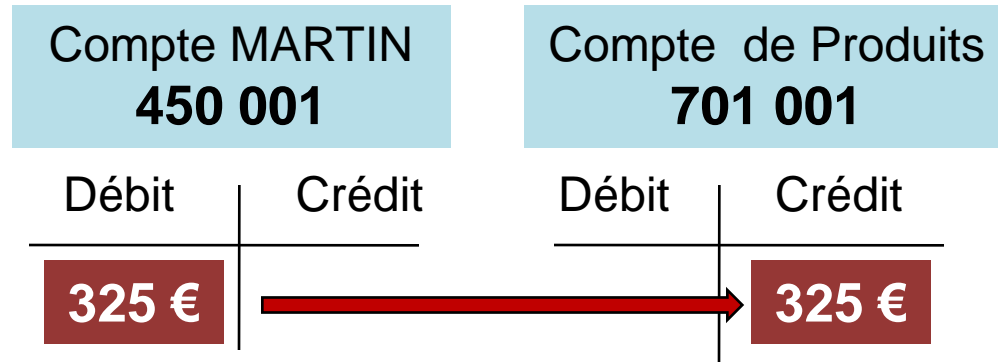 Compte MARTIN
450 001
Compte de Produits
701 001
Débit Crédit
Débit Crédit
325 €
325 €